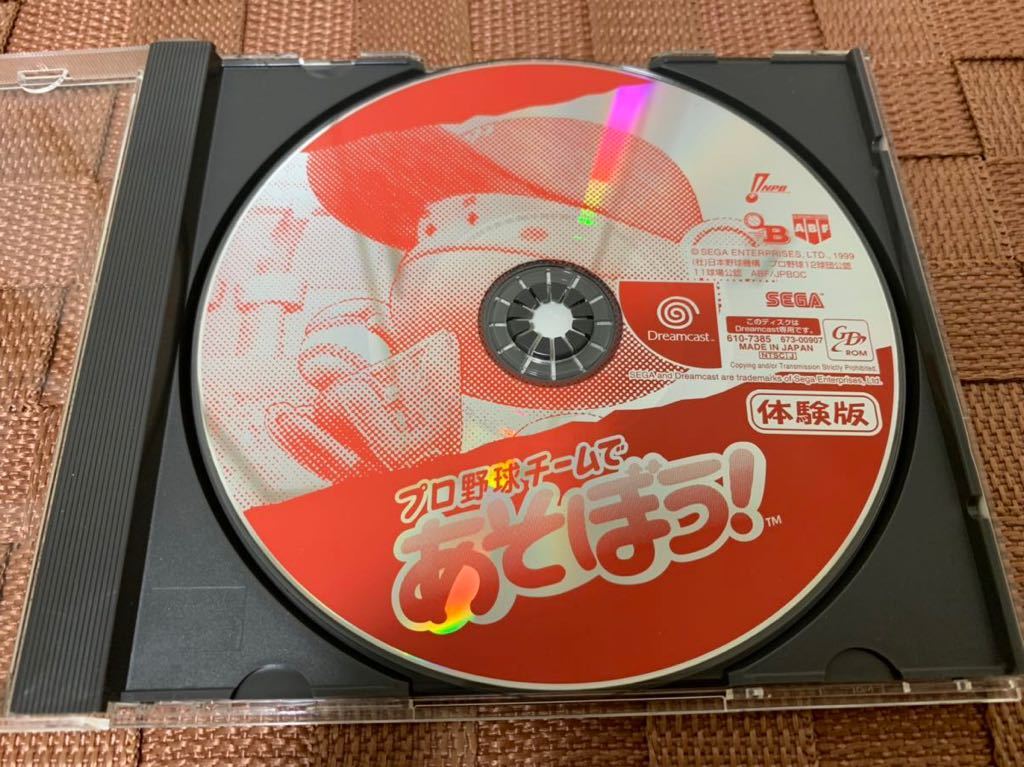 NPB
B
ABF
© SEGA ENTERPRISES, LTD., 1999
(社)日本野球機構 プロ野球12球団公認
11球場公認 ABF/JPBOC
SEGA
Dreamcast™
このディスクは
Dreamcast専用です。
610-7385 673-00907
MADE IN JAPAN
NTSC J
GD-ROM
Copying and/or Transmission Strictly Prohibited.
SEGA and Dreamcast are trademarks of Sega Enterprises, Ltd.
体験版
プロ野球チームで
あそぼう!™